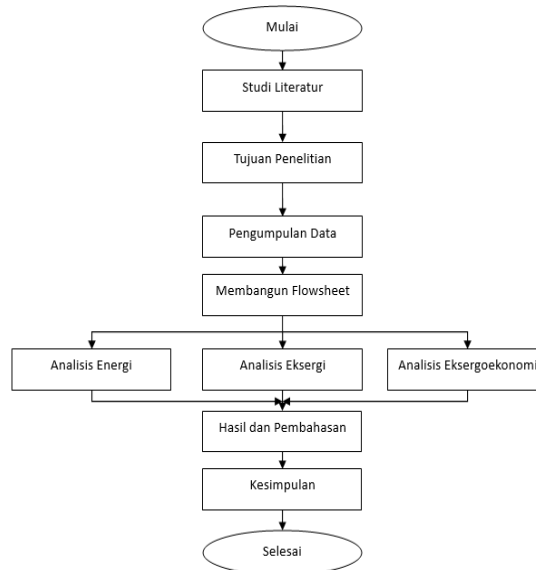 Mulai
Studi Literatur
Tujuan Penelitian
Pengumpulan Data
Membangun Flowsheet
Analisis Energi
Analisis Eksergi
Analisis Eksergoekonomi
Hasil dan Pembahasan
Kesimpulan
Selesai